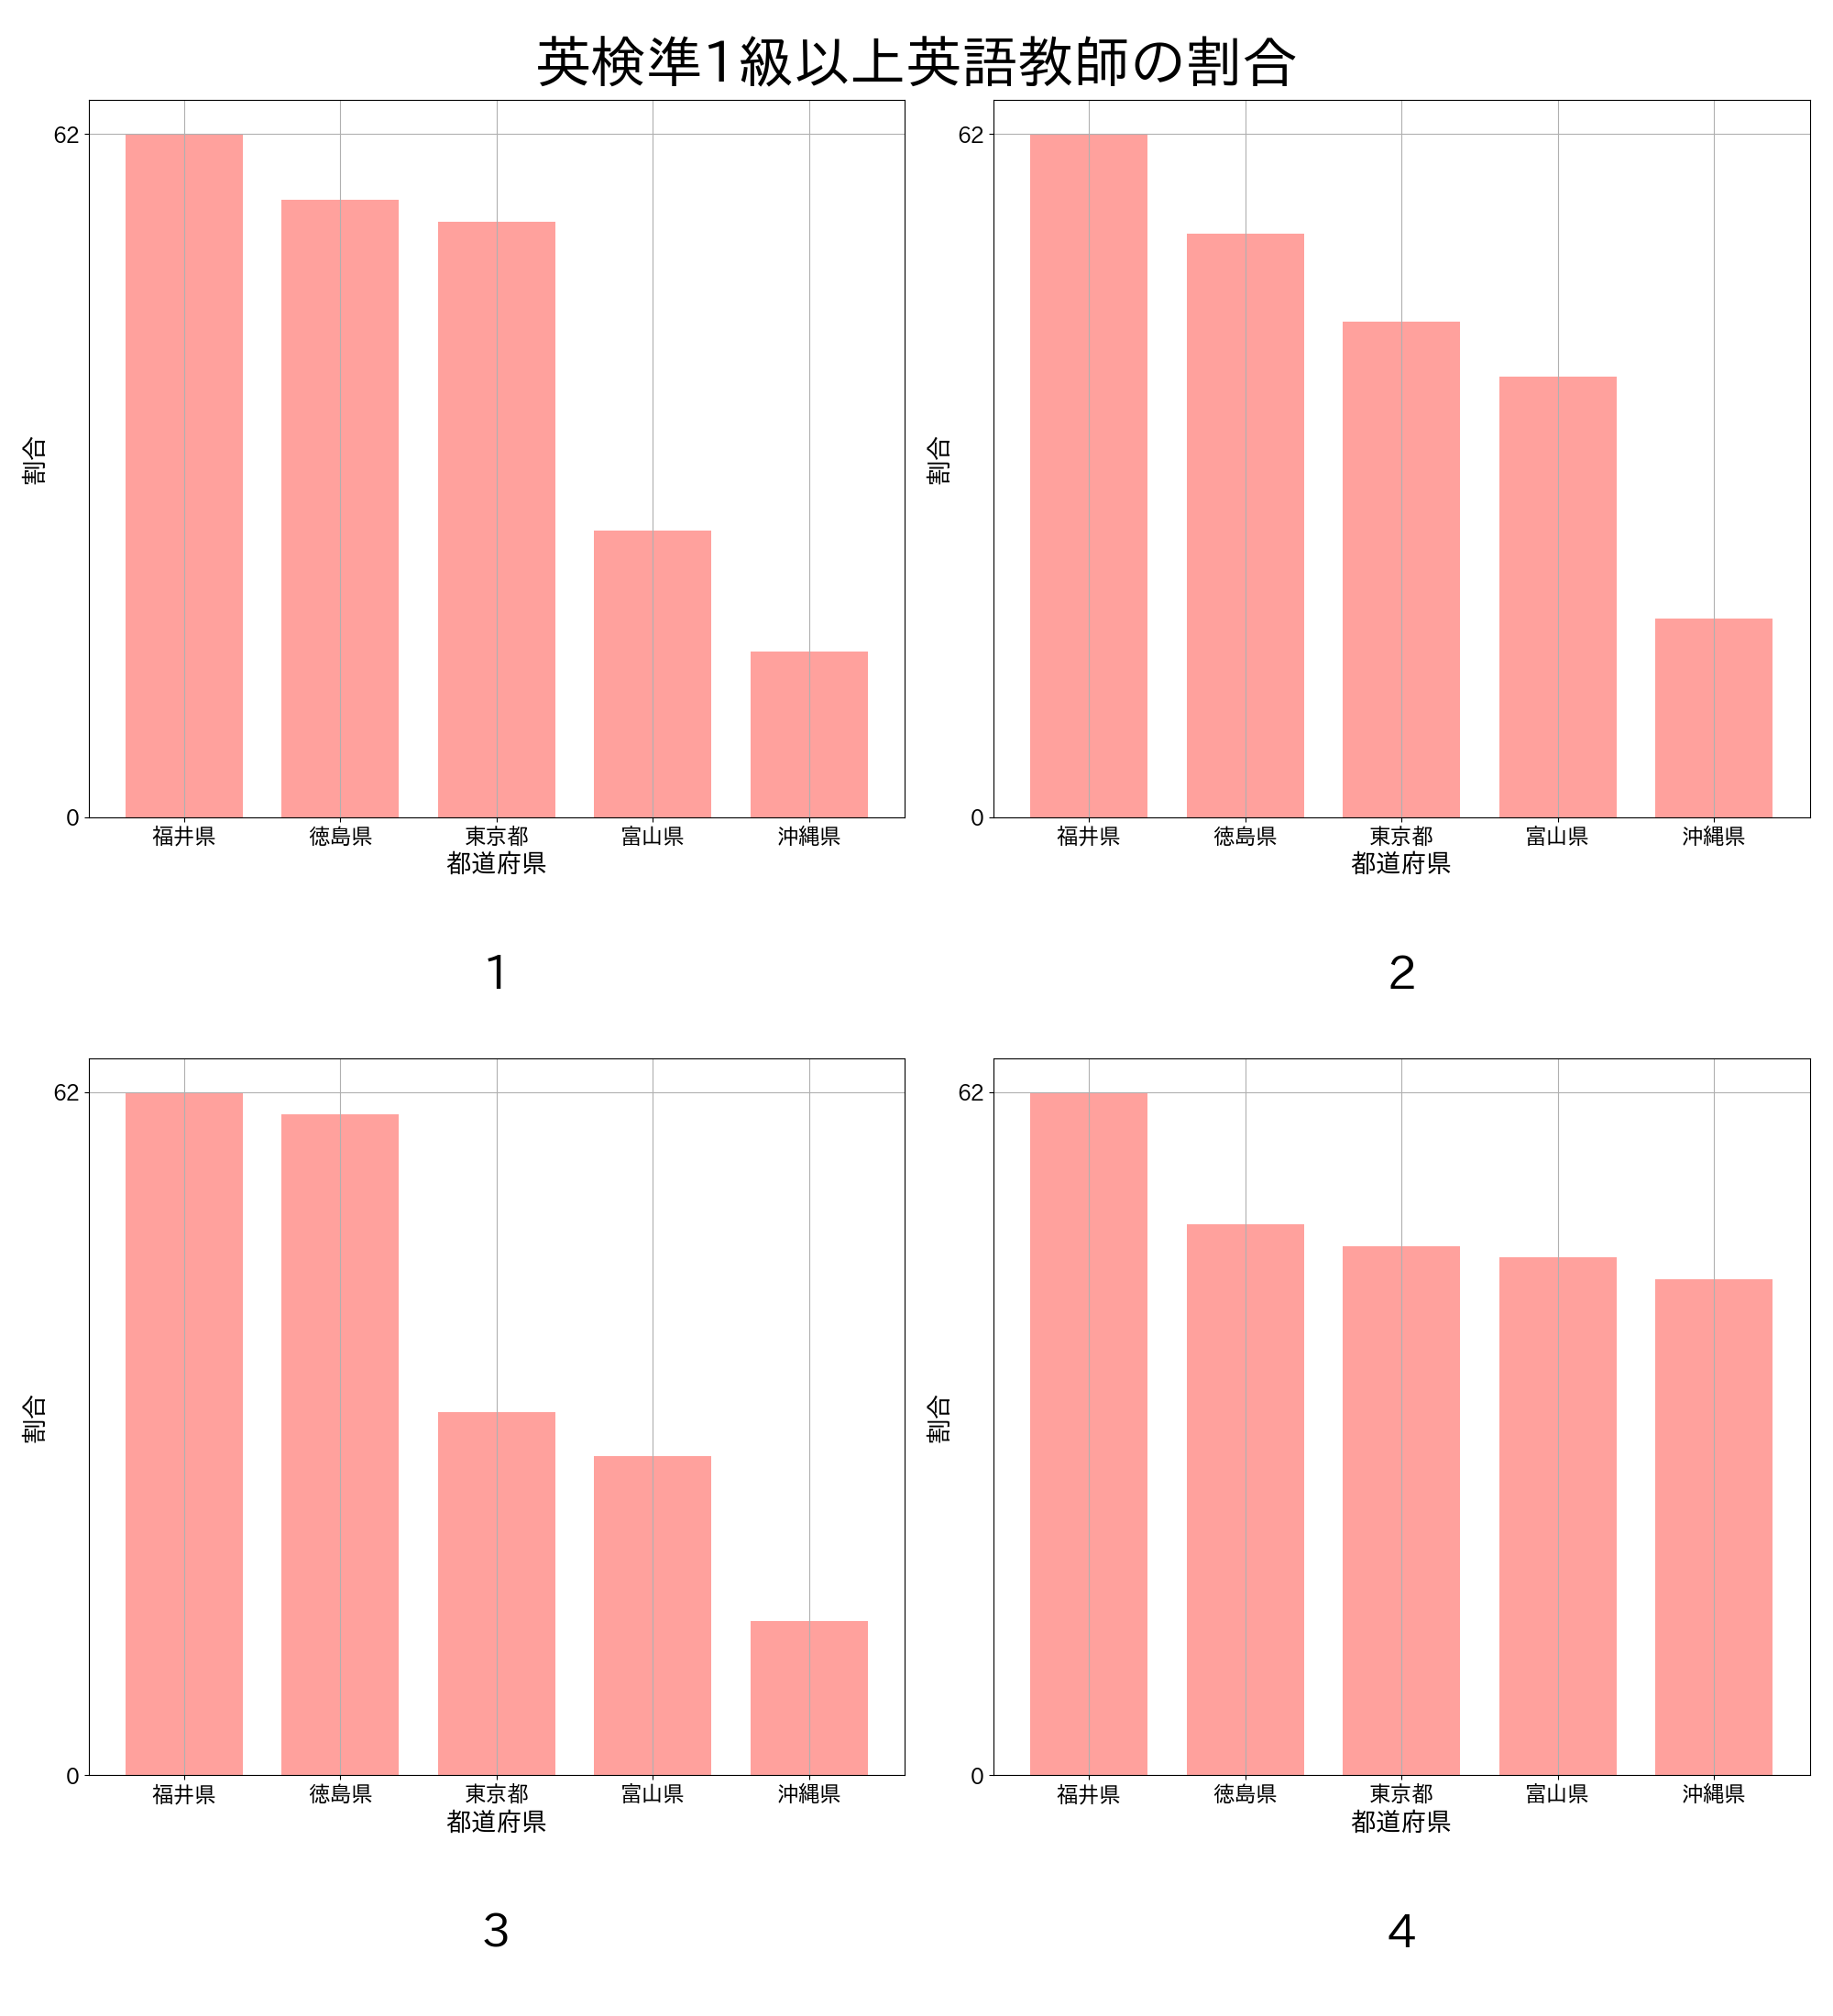 英検準1級以上英語教師の割合
62
0
割合
福井県 徳島県 東京都 富山県 沖縄県
都道府県
1
62
0
割合
福井県 徳島県 東京都 富山県 沖縄県
都道府県
2
62
0
割合
福井県 徳島県 東京都 富山県 沖縄県
都道府県
3
62
0
割合
福井県 徳島県 東京都 富山県 沖縄県
都道府県
4